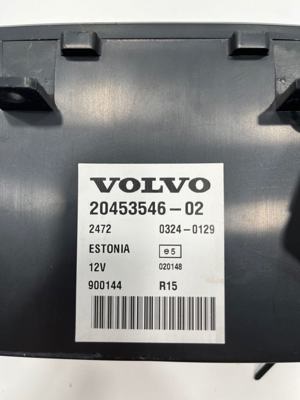 VOLVO
20453546-02
2472 0324-0129
ESTONIA e5
12V 020148
900144 R15